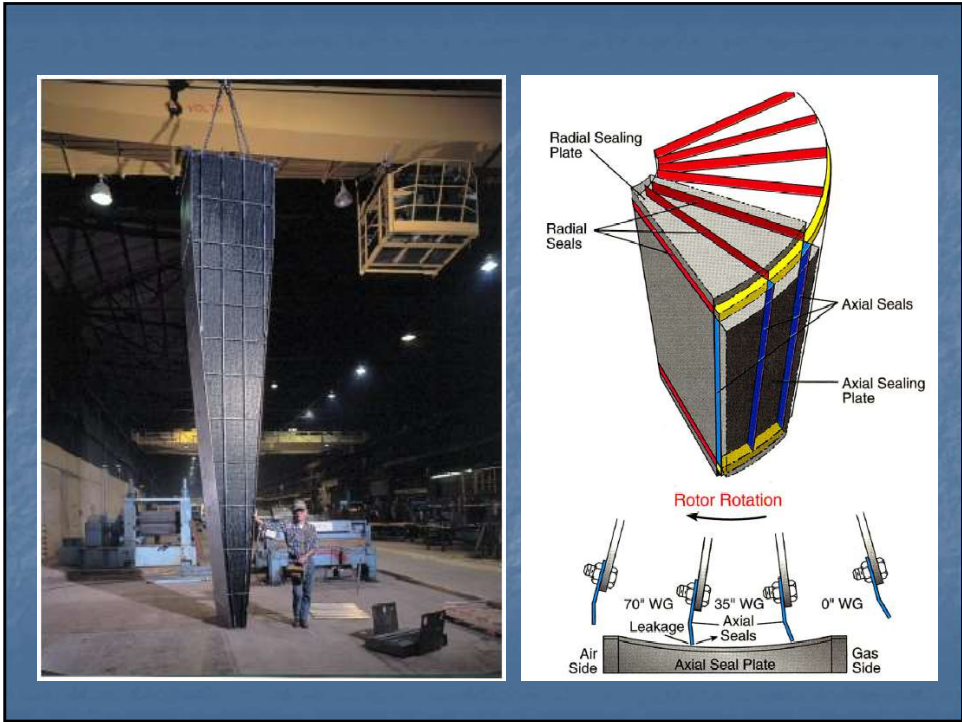 VOLTO
Radial Sealing
Plate
Radial
Seals
Axial Seals
Axial Sealing
Plate
Rotor Rotation
70" WG
35" WG
0" WG
Leakage
Axial
Seals
Air
Side
Axial Seal Plate
Gas
Side